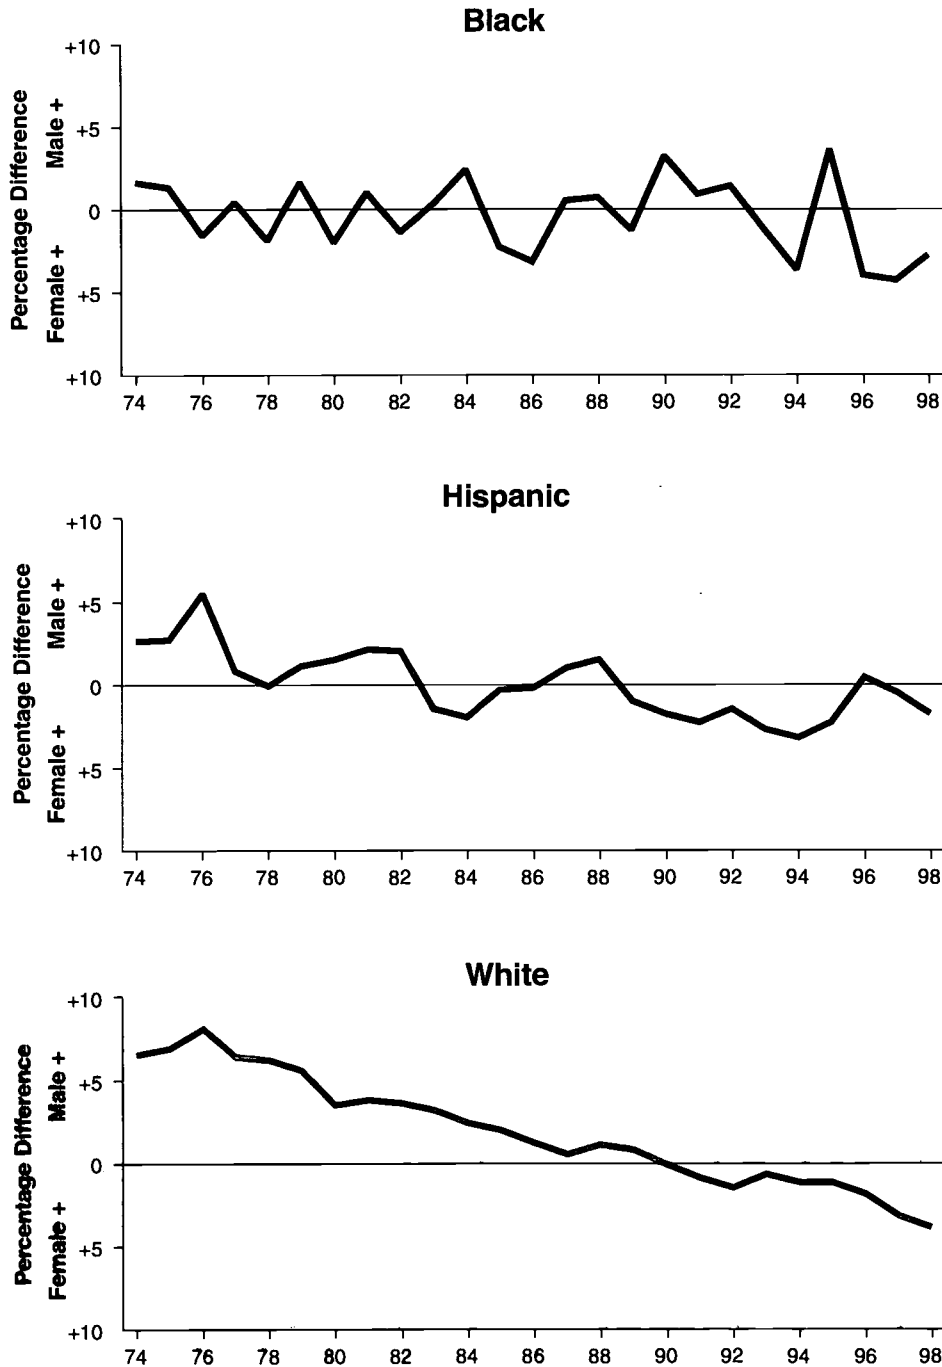 Black
Percentage Difference
Female + Male +
+10
+5
0
+5
+10
74 76 78 80 82 84 86 88 90 92 94 96 98
Hispanic
Percentage Difference
Female + Male +
+10
+5
0
+5
+10
74 76 78 80 82 84 86 88 90 92 94 96 98
White
Percentage Difference
Female + Male +
+10
+5
0
+5
+10
74 76 78 80 82 84 86 88 90 92 94 96 98